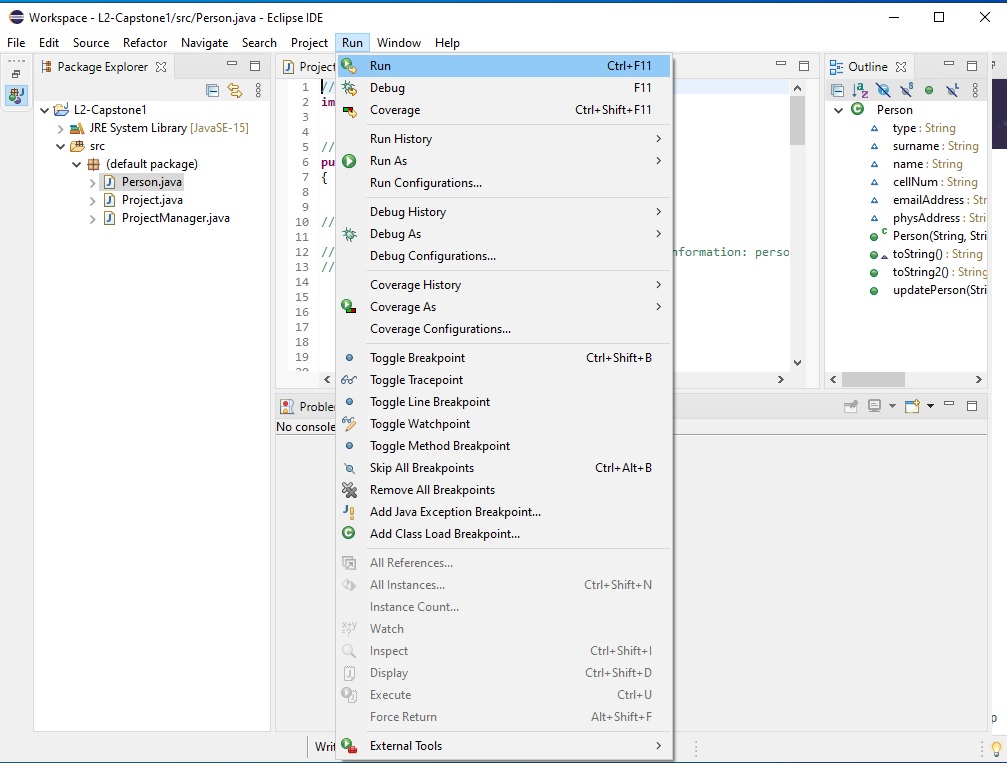 Workspace - L2-Capstone1/src/Person.java - Eclipse IDE
File Edit Source Refactor Navigate Search Project Run Window Help
Package Explorer
L2-Capstone1
JRE System Library [JavaSE-15]
src
(default package)
Person.java
Project.java
ProjectManager.java
Project
1 //
2 im
3
4
5 //
6 pu
7 {
8
9
10 //
11
12 // nformation: perso
13 //
14
15
16
17
18
19
20
Run Ctrl+F11
Debug F11
Coverage Ctrl+Shift+F11
Run History
Run As
Run Configurations...
Debug History
Debug As
Debug Configurations...
Coverage History
Coverage As
Coverage Configurations...
Toggle Breakpoint Ctrl+Shift+B
Toggle Tracepoint
Toggle Line Breakpoint
Toggle Watchpoint
Toggle Method Breakpoint
Skip All Breakpoints Ctrl+Alt+B
Remove All Breakpoints
Add Java Exception Breakpoint...
Add Class Load Breakpoint...
All References...
All Instances... Ctrl+Shift+N
Instance Count...
Watch
Inspect Ctrl+Shift+I
Display Ctrl+Shift+D
Execute Ctrl+U
Force Return Alt+Shift+F
External Tools
Outline
Person
type : String
surname : String
name : String
cellNum : String
emailAddress : Str
physAddress : Stri
Person(String, Stri
toString() : String
toString2() : String
updatePerson(Stri
Proble
No console
Writ